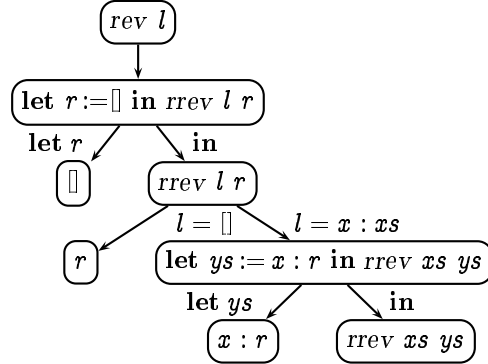 rev l
let r:=[] in rrev l r
let r in
[] rrev l r
l = [] l = x : xs
r let ys:= x : r in rrev xs ys
let ys in
x : r rrev xs ys